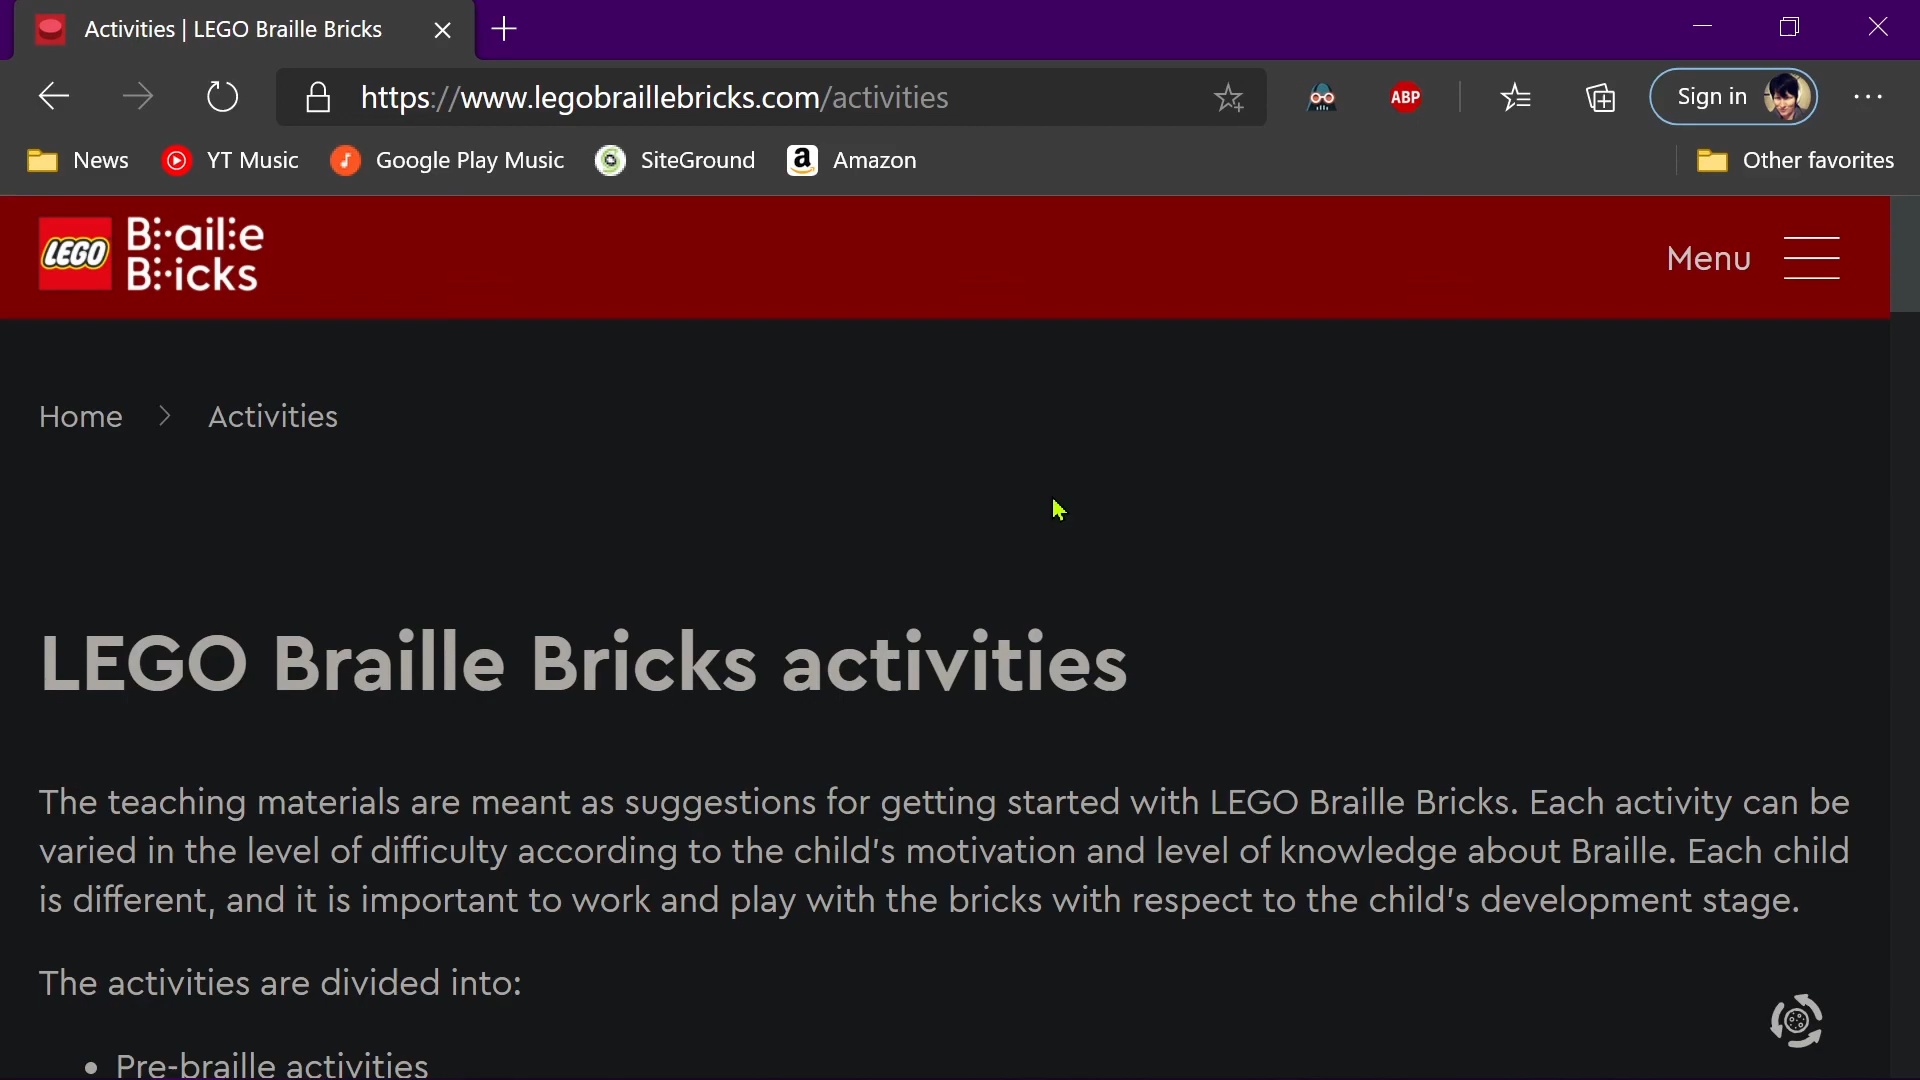 Activities | LEGO Braille Bricks
https://www.legobraillebricks.com/activities
ABP
Sign in
News
YT Music
Google Play Music
SiteGround
Amazon
Other favorites
LEGO
Braille
Bricks
Menu
Home > Activities
LEGO Braille Bricks activities
The teaching materials are meant as suggestions for getting started with LEGO Braille Bricks. Each activity can be
varied in the level of difficulty according to the child's motivation and level of knowledge about Braille. Each child
is different, and it is important to work and play with the bricks with respect to the child's development stage.
The activities are divided into:
• Pre-braille activities